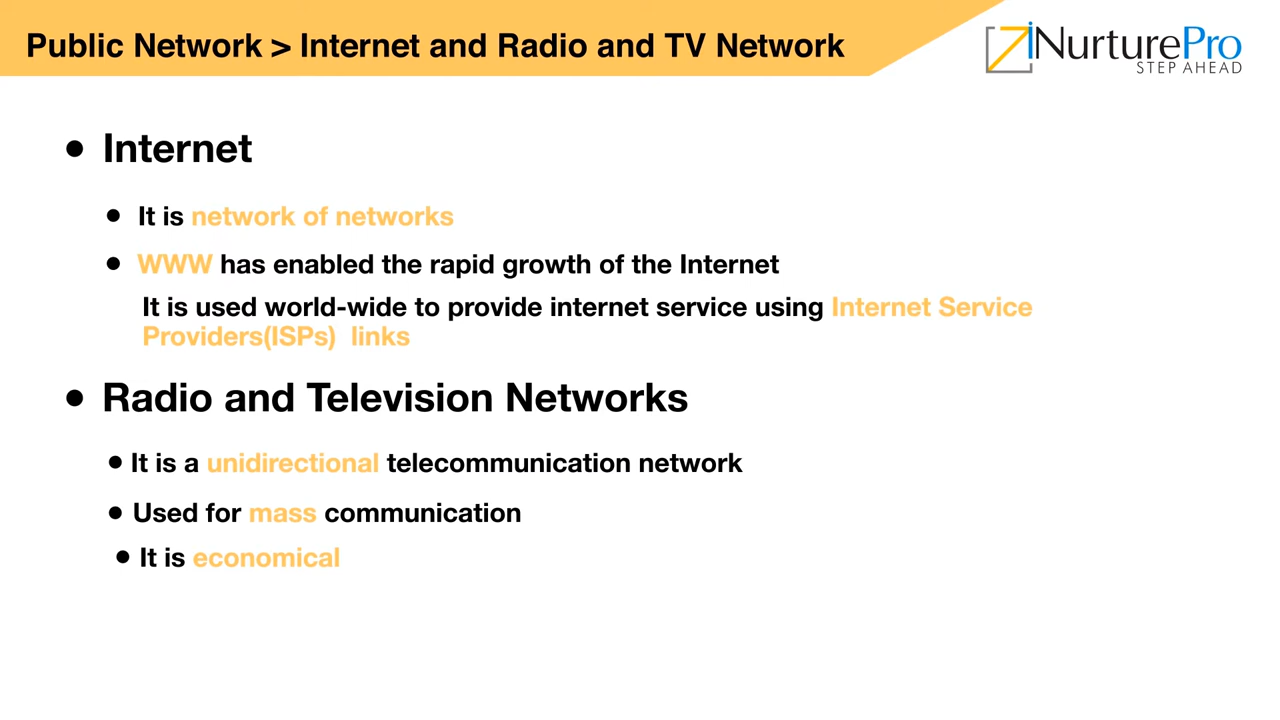 Public Network > Internet and Radio and TV Network
iNurturePro
STEP AHEAD
• Internet
• It is network of networks
• WWW has enabled the rapid growth of the Internet
It is used world-wide to provide internet service using Internet Service
Providers(ISPs) links
• Radio and Television Networks
• It is a unidirectional telecommunication network
• Used for mass communication
• It is economical